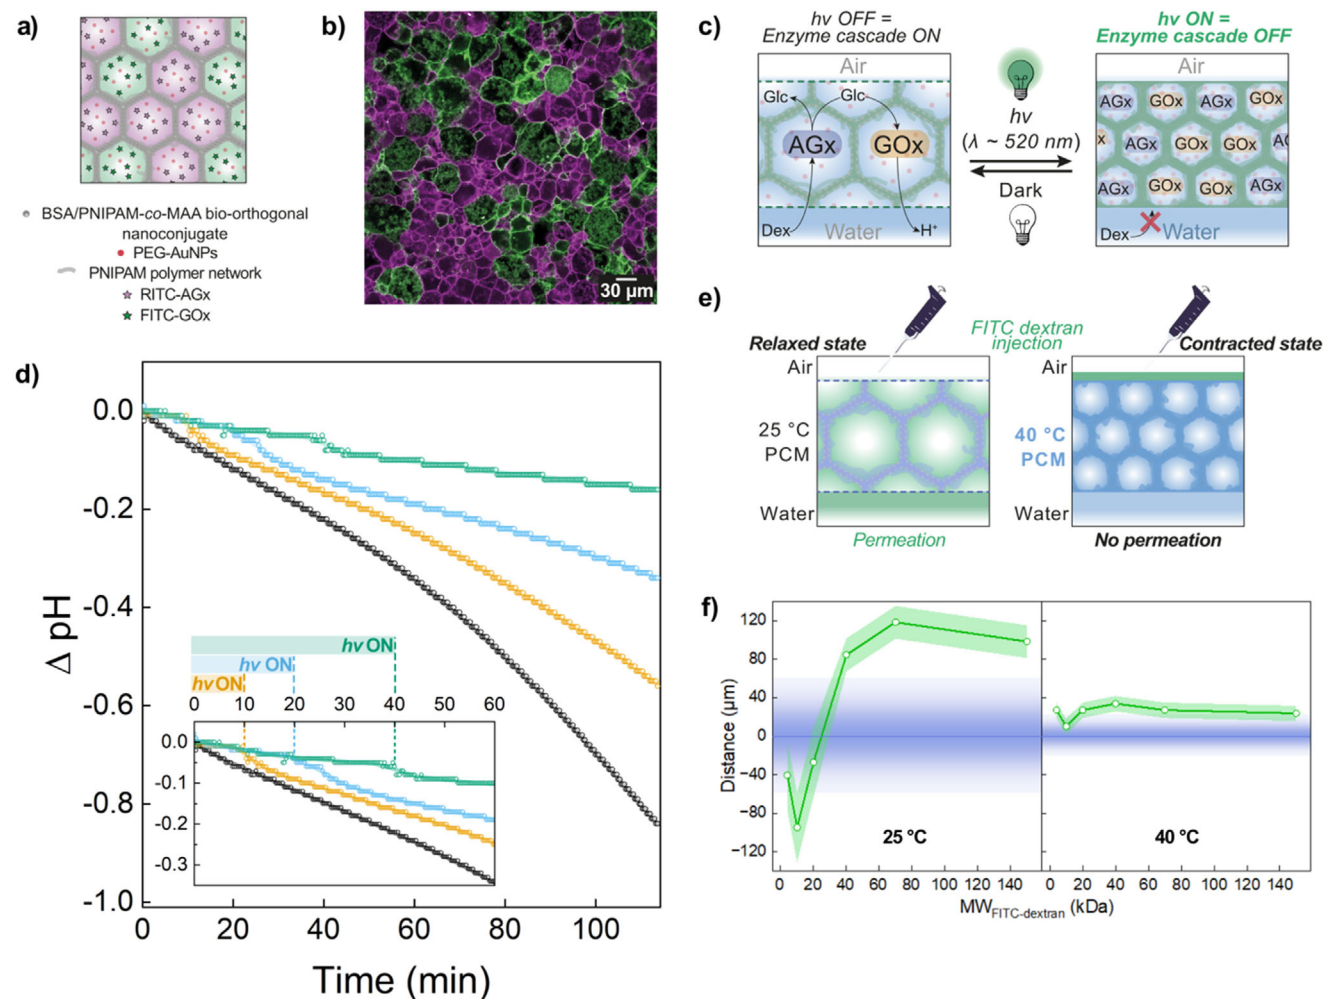 a)
BSA/PNIPAM-co-MAA bio-orthogonal
nanoconjugate
PEG-AuNPs
PNIPAM polymer network
RITC-AGx
FITC-GOx
b)
30 µm
c)
hv OFF =
Enzyme cascade ON
Air
Glc
Glc
AGx
GOx
Dex
Water
H+
hv
(λ ~ 520 nm)
Dark
hv ON =
Enzyme cascade OFF
Air
AGx GOx AGx GOx
x AGx GOx GOx AG
AGx GOx GOx AGx
Dex
Water
d)
0.0
-0.2
-0.4
-0.6
-0.8
-1.0
Δ pH
0 20 40 60 80 100
Time (min)
hv ON
hv ON
hv ON
0 10 20 30 40 50 60
0.0
-0.1
-0.2
-0.3
e)
FITC dextran
injection
Relaxed state
Air
25 °C
PCM
Water
Permeation
Contracted state
Air
40 °C
PCM
Water
No permeation
f)
120
80
40
0
−40
−80
−120
Distance (µm)
25 °C
40 °C
0 20 40 60 80 100 120 140
0 20 40 60 80 100 120 140
MWFITC-dextran (kDa)